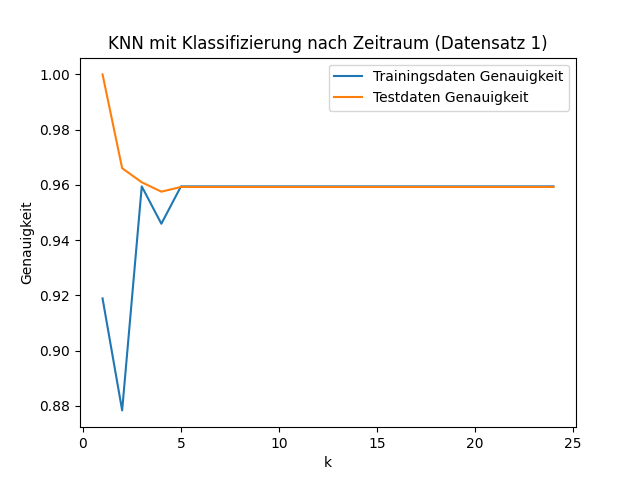 KNN mit Klassifizierung nach Zeitraum (Datensatz 1)
Trainingsdaten Genauigkeit
Testdaten Genauigkeit
1.00
0.98
0.96
0.94
0.92
0.90
0.88
Genauigkeit
0 5 10 15 20 25
k